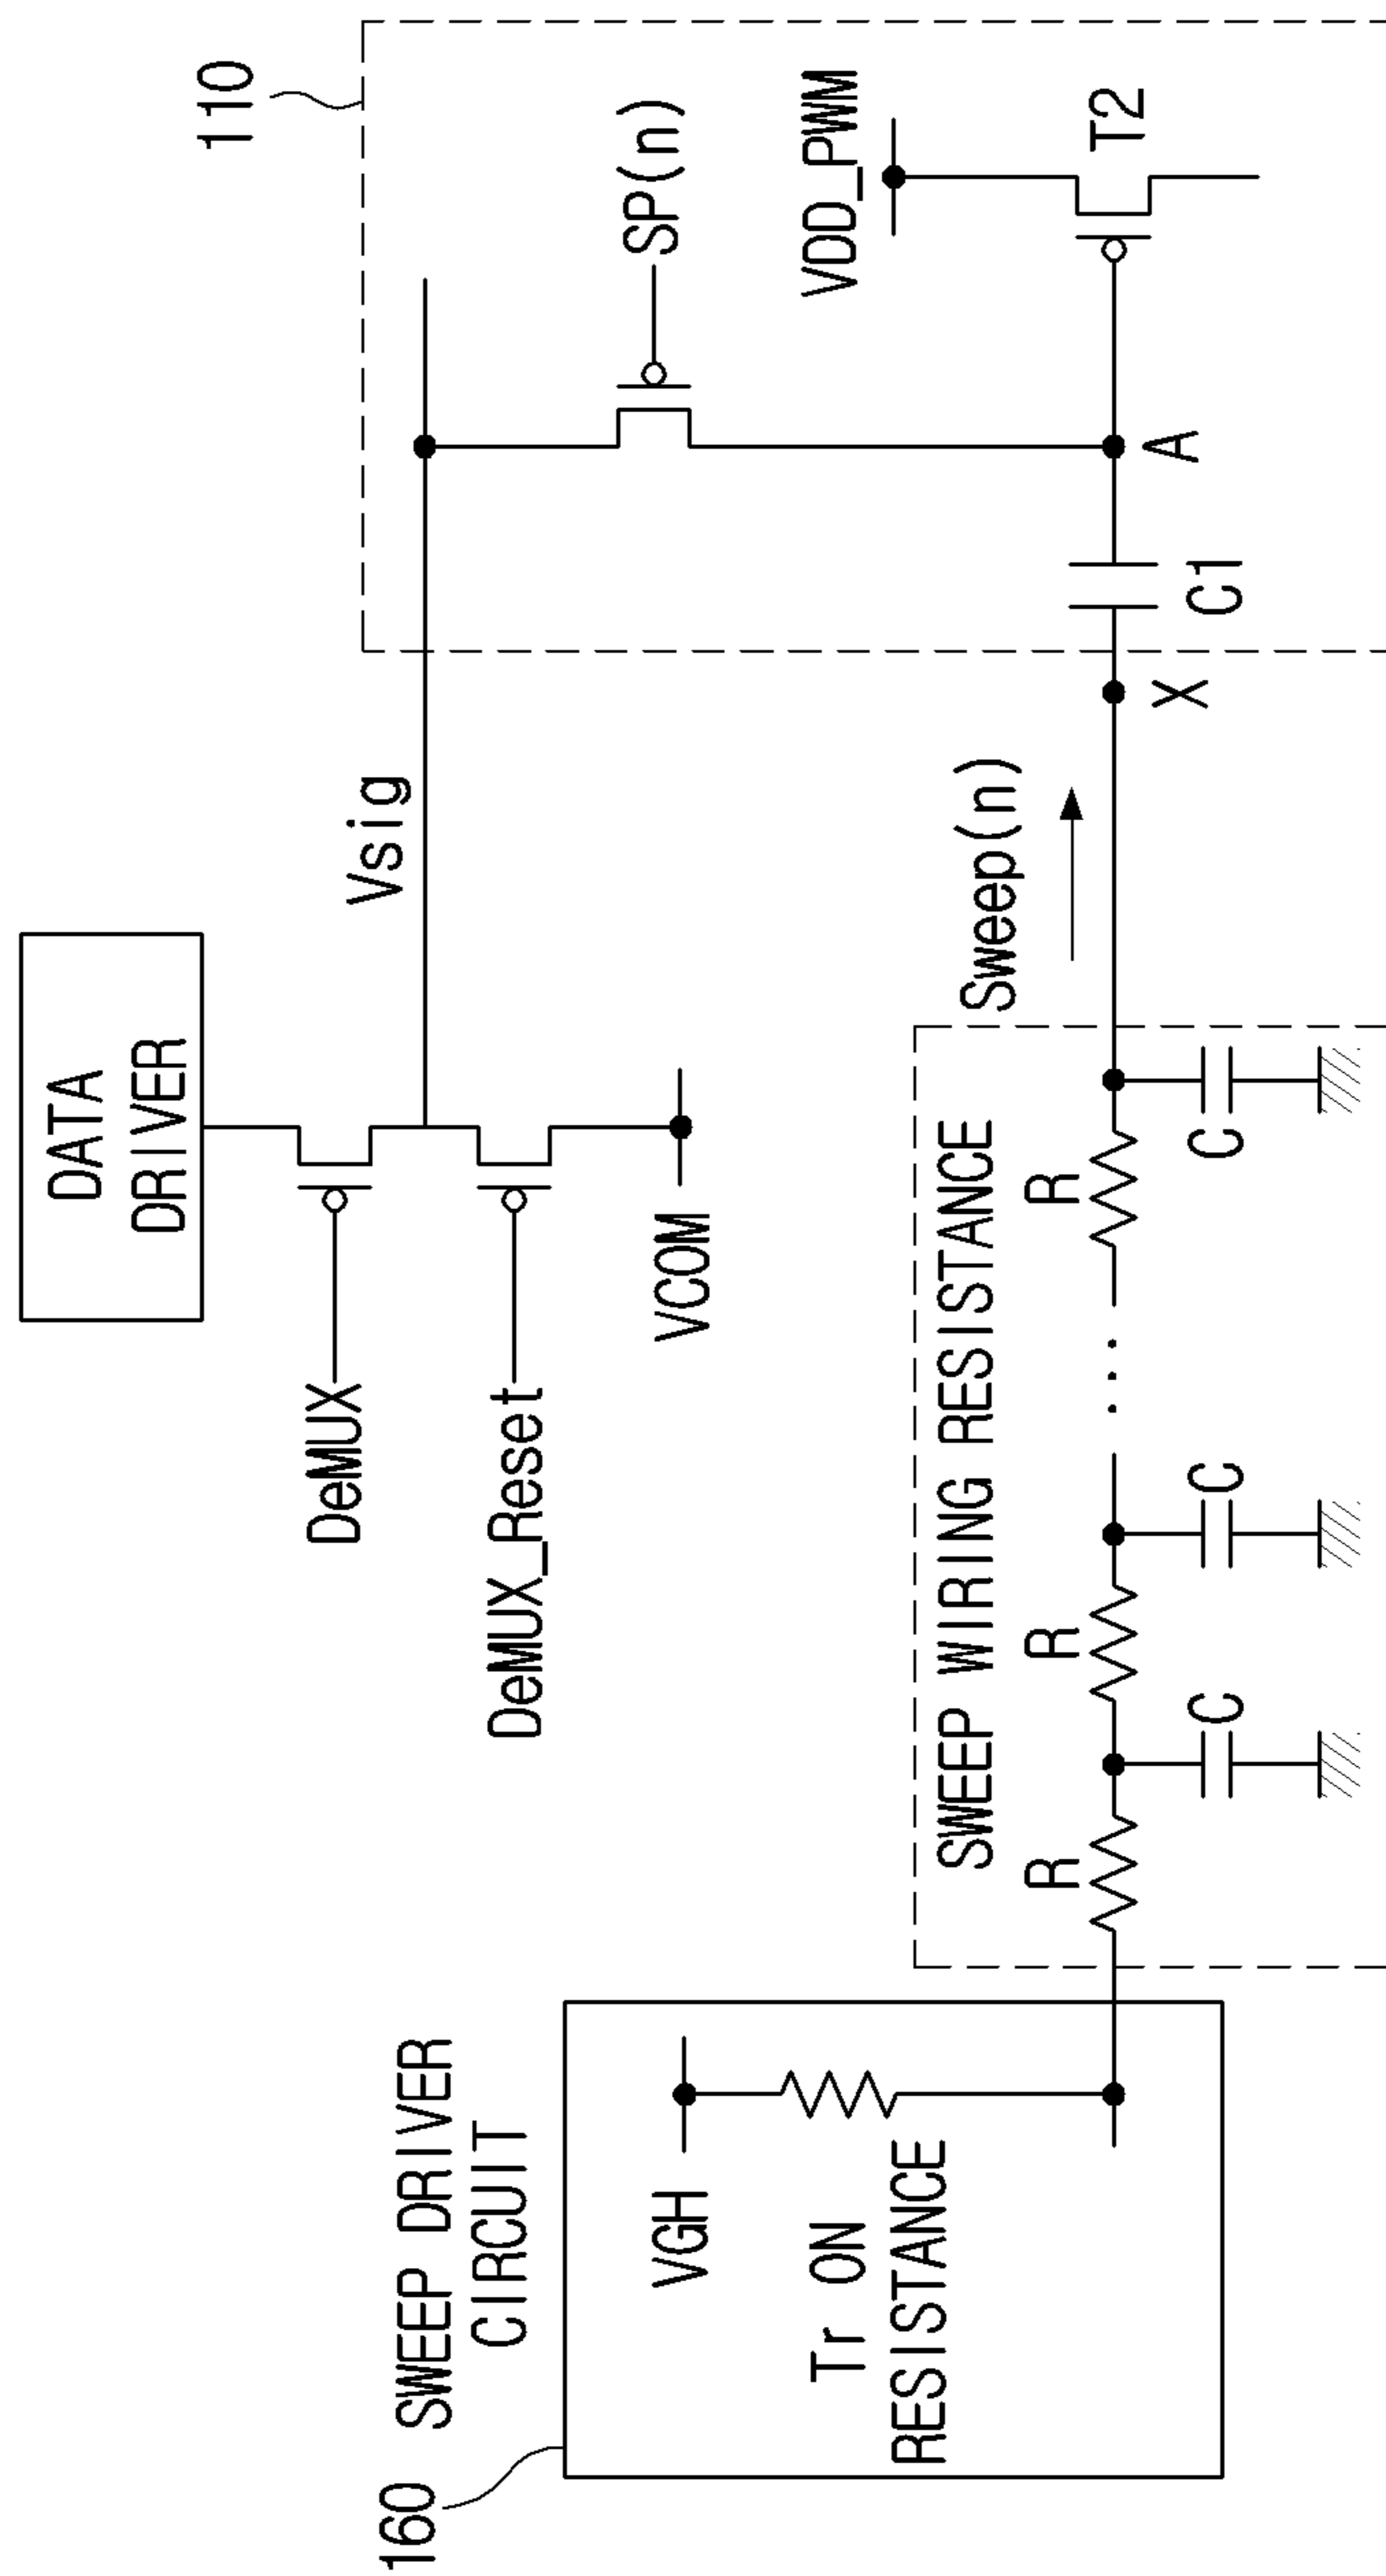 DATA
DRIVER
110
Vsig
DeMUX
SP(n)
DeMUX_Reset
VCOM
VDD_PWM
160
SWEEP DRIVER
CIRCUIT
VGH
Tr ON
RESISTANCE
SWEEP WIRING RESISTANCE
Sweep(n)
R
R
R
C
C
C
X
C1
A
T2
. . .